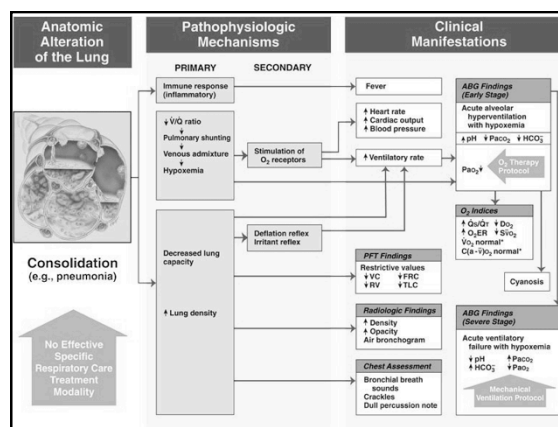 Anatomic
Alteration
of the Lung
Consolidation
(e.g., pneumonia)
No Effective
Specific
Respiratory Care
Treatment
Modality
Pathophysiologic
Mechanisms
PRIMARY
SECONDARY
Immune response
(inflammatory)
↓ V̇/Q̇ ratio
↓
Pulmonary shunting
↓
Venous admixture
↓
Hypoxemia
Stimulation of
O₂ receptors
Decreased lung
capacity
Deflation reflex
Irritant reflex
↑ Lung density
Clinical
Manifestations
Fever
↑ Heart rate
↑ Cardiac output
↑ Blood pressure
↑ Ventilatory rate
PFT Findings
Restrictive values
↓ VC ↓ FRC
↓ RV ↓ TLC
Radiologic Findings
↑ Density
↑ Opacity
Air bronchogram
Chest Assessment
Bronchial breath
sounds
Crackles
Dull percussion note
ABG Findings
(Early Stage)
Acute alveolar
hyperventilation
with hypoxemia
↑ pH ↓ Paco₂ ↓ HCO₃⁻
Pao₂↓
O₂ Therapy
Protocol
O₂ Indices
↑ Q̇s/Q̇T ↓ Do₂
↑ O₂ER ↓ Sv̄o₂
V̇o₂ normal*
C(a-v̄)o₂ normal*
Cyanosis
ABG Findings
(Severe Stage)
Acute ventilatory
failure with hypoxemia
↓ pH ↑ Paco₂
↑ HCO₃⁻ ↓ Pao₂
Mechanical
Ventilation Protocol